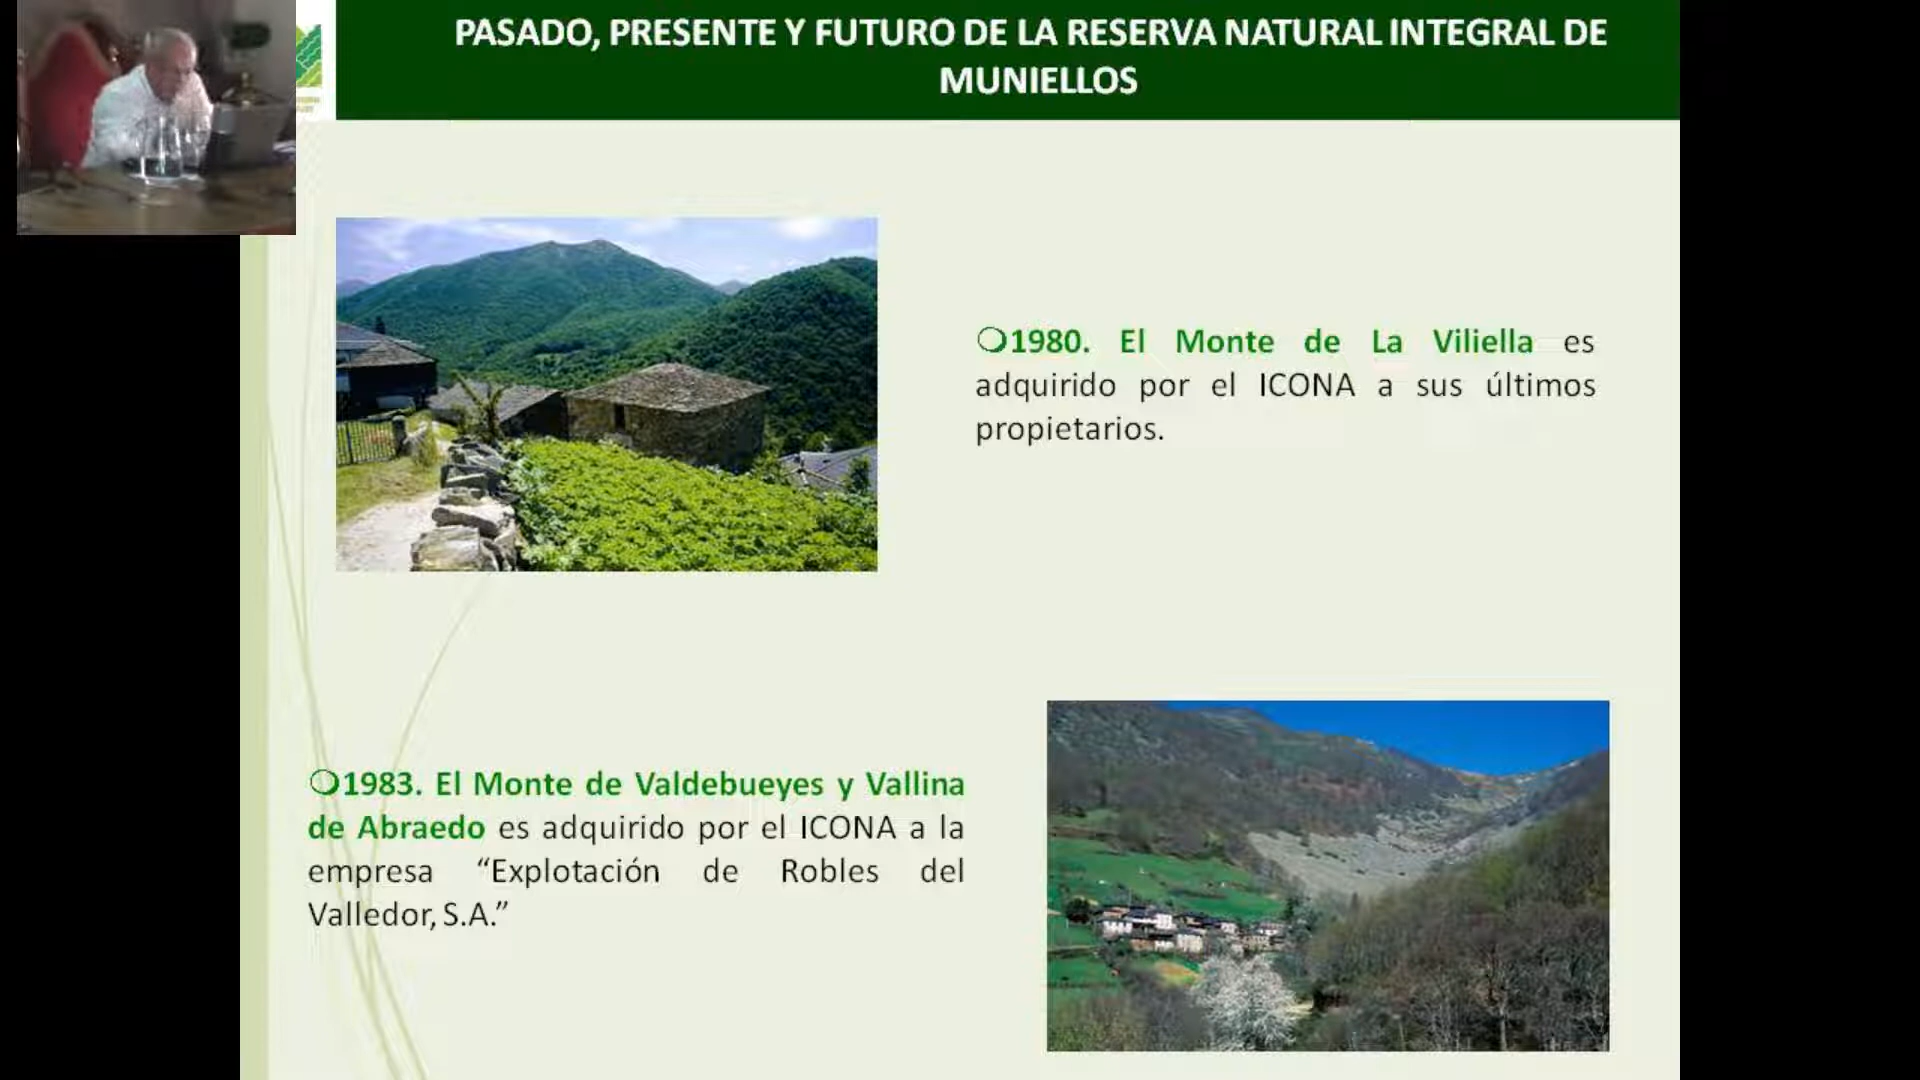 PASADO, PRESENTE Y FUTURO DE LA RESERVA NATURAL INTEGRAL DE
MUNIELLOS
1980. El Monte de La Viliella es
adquirido por el ICONA a sus últimos
propietarios.
1983. El Monte de Valdebueyes y Vallina
de Abraedo es adquirido por el ICONA a la
empresa “Explotación de Robles del
Valledor, S.A.”